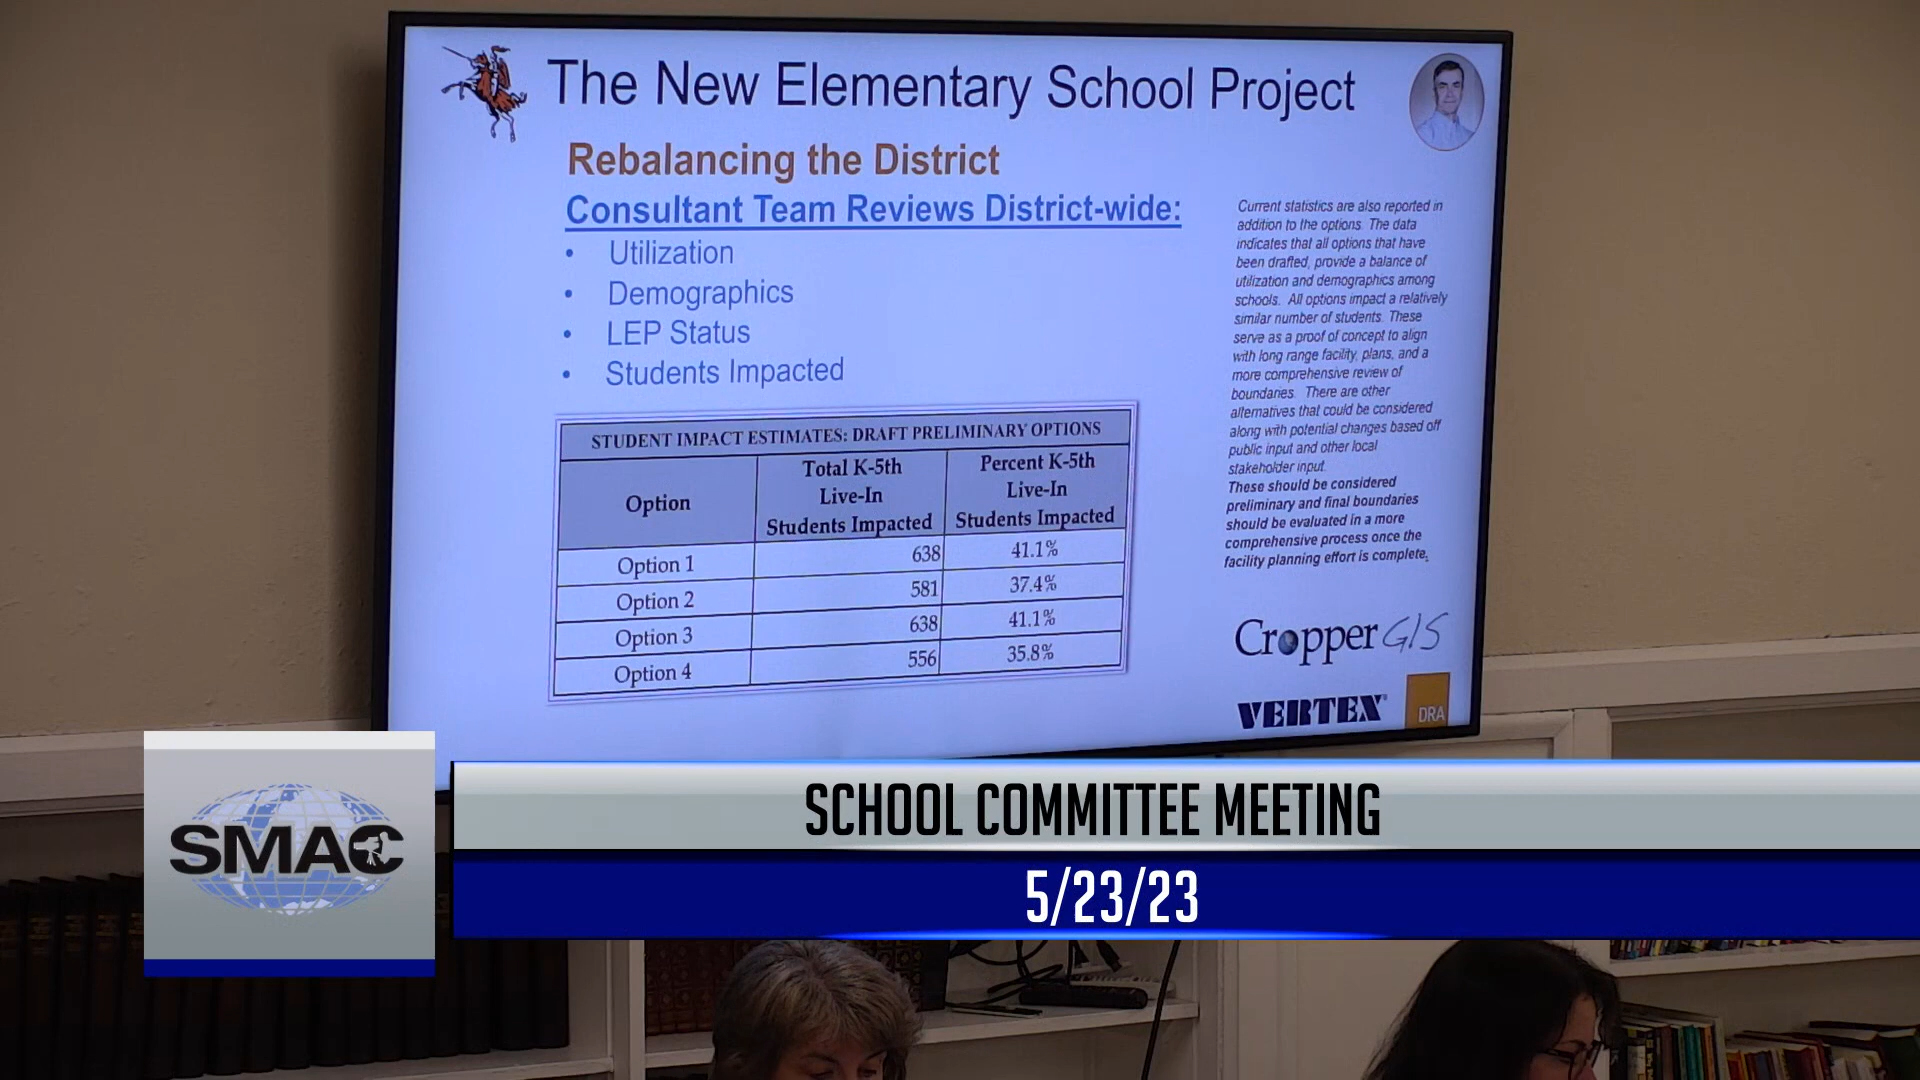 The New Elementary School Project
Rebalancing the District
Consultant Team Reviews District-wide:
• Utilization
• Demographics
• LEP Status
• Students Impacted
STUDENT IMPACT ESTIMATES: DRAFT PRELIMINARY OPTIONS
Option
Total K-5th
Live-In
Students Impacted
Percent K-5th
Live-In
Students Impacted
Option 1 638 41.1%
Option 2 581 37.4%
Option 3 638 41.1%
Option 4 556 35.8%
Current statistics are also reported in
addition to the options. The data
indicates that all options that have
been drafted, provide a balance of
utilization and demographics among
schools. All options impact a relatively
similar number of students. These
serve as a proof of concept to align
with long range facility, plans, and a
more comprehensive review of
boundaries. There are other
alternatives that could be considered
along with potential changes based off
public input and other local
stakeholder input.
These should be considered
preliminary and final boundaries
should be evaluated in a more
comprehensive process once the
facility planning effort is complete.
Cropper GIS
VERTEX
DRA
SMAC
SCHOOL COMMITTEE MEETING
5/23/23